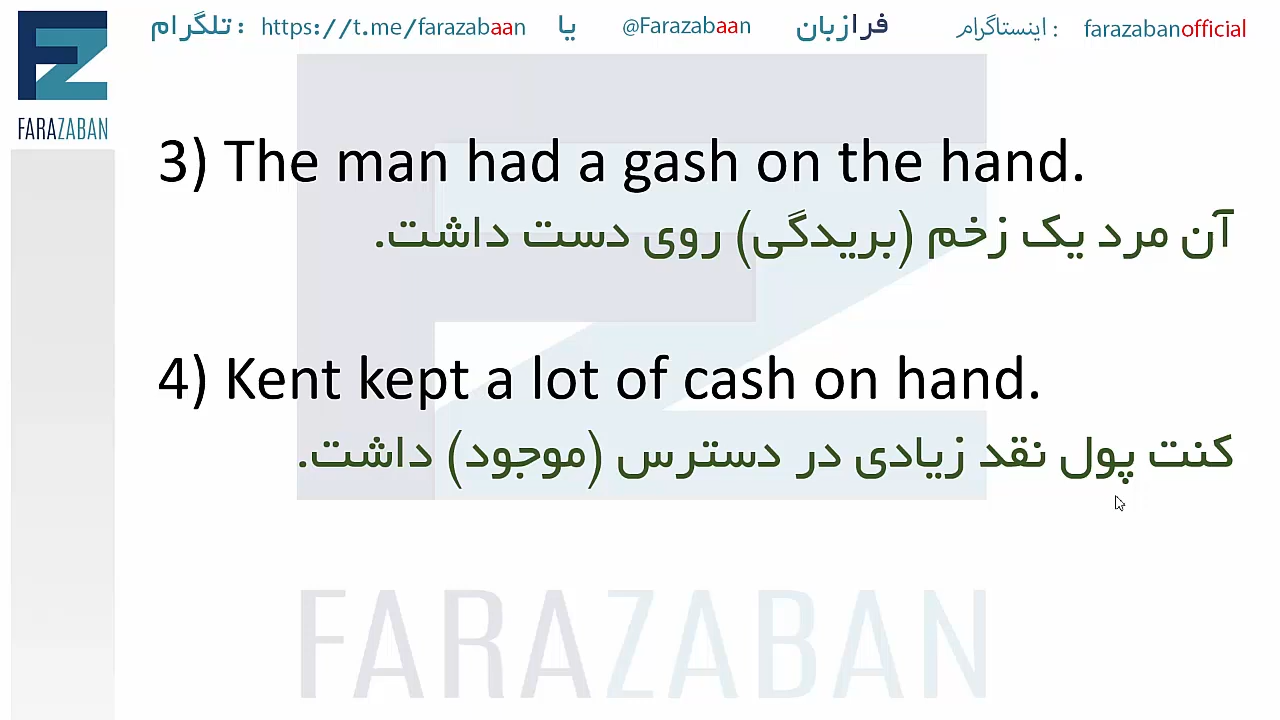 تلگرام : https://t.me/farazabaan یا @Farazabaan فرازبان اینستاگرام : farazabanofficial
FZ
FARAZABAN
3) The man had a gash on the hand.
آن مرد یک زخم (بریدگی) روی دست داشت.
4) Kent kept a lot of cash on hand.
کنت پول نقد زیادی در دسترس (موجود) داشت.
FARAZABAN